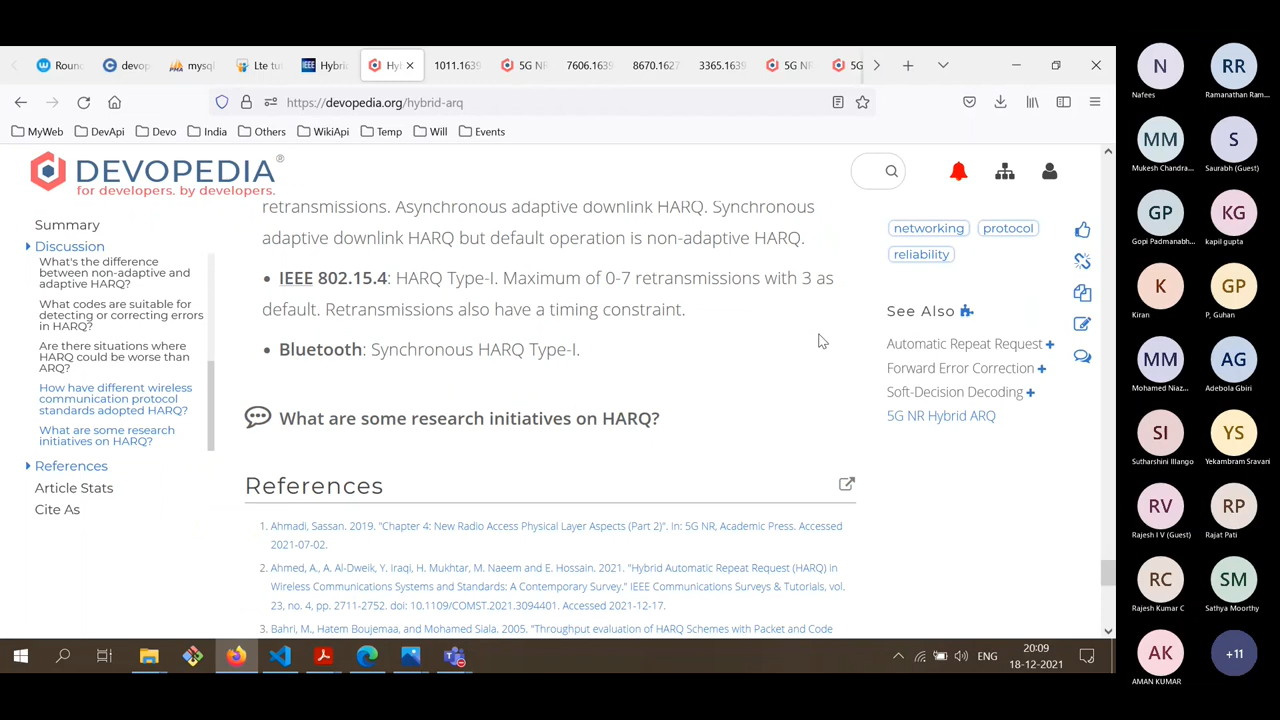 Roun
devop
mysql
Lte tu
IEEE
Hybri
Hy
1011.1639
5G NR
7606.1639
8670.1627
3365.1639
5G NR
5G
https://devopedia.org/hybrid-arq
MyWeb
DevApi
Devo
India
Others
WikiApi
Temp
Will
Events
DEVOPEDIA®
for developers. by developers.
Summary
Discussion
What's the difference
between non-adaptive and
adaptive HARQ?
What codes are suitable for
detecting or correcting errors
in HARQ?
Are there situations where
HARQ could be worse than
ARQ?
How have different wireless
communication protocol
standards adopted HARQ?
What are some research
initiatives on HARQ?
References
Article Stats
Cite As
retransmissions. Asynchronous adaptive downlink HARQ. Synchronous
adaptive downlink HARQ but default operation is non-adaptive HARQ.
• IEEE 802.15.4: HARQ Type-I. Maximum of 0-7 retransmissions with 3 as
default. Retransmissions also have a timing constraint.
• Bluetooth: Synchronous HARQ Type-I.
What are some research initiatives on HARQ?
References
1. Ahmadi, Sassan. 2019. "Chapter 4: New Radio Access Physical Layer Aspects (Part 2)". In: 5G NR, Academic Press. Accessed
2021-07-02.
2. Ahmed, A., A. Al-Dweik, Y. Iraqi, H. Mukhtar, M. Naeem and E. Hossain. 2021. "Hybrid Automatic Repeat Request (HARQ) in
Wireless Communications Systems and Standards: A Contemporary Survey." IEEE Communications Surveys & Tutorials, vol.
23, no. 4, pp. 2711-2752. doi: 10.1109/COMST.2021.3094401. Accessed 2021-12-17.
3. Bahri, M., Hatem Boujemaa, and Mohamed Siala. 2005. "Throughput evaluation of HARQ Schemes with Packet and Code
networking
protocol
reliability
See Also
Automatic Repeat Request +
Forward Error Correction +
Soft-Decision Decoding +
5G NR Hybrid ARQ
ENG
20:09
18-12-2021
N
Nafees
RR
Ramanathan Ram...
MM
Mukesh Chandra...
S
Saurabh (Guest)
GP
Gopi Padmanabh...
KG
kapil gupta
K
Kiran
GP
P, Guhan
MM
Mohamed Niaz...
AG
Adebola Gbiri
SI
Sutharshini Illango
YS
Yekambram Sravani
RV
Rajesh I V (Guest)
RP
Rajat Pati
RC
Rajesh Kumar C
SM
Sathya Moorthy
AK
AMAN KUMAR
+11